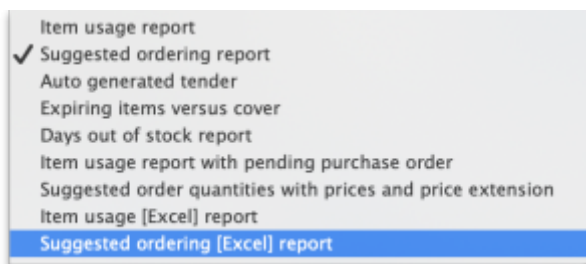 Item usage report
✓ Suggested ordering report
Auto generated tender
Expiring items versus cover
Days out of stock report
Item usage report with pending purchase order
Suggested order quantities with prices and price extension
Item usage [Excel] report
Suggested ordering [Excel] report